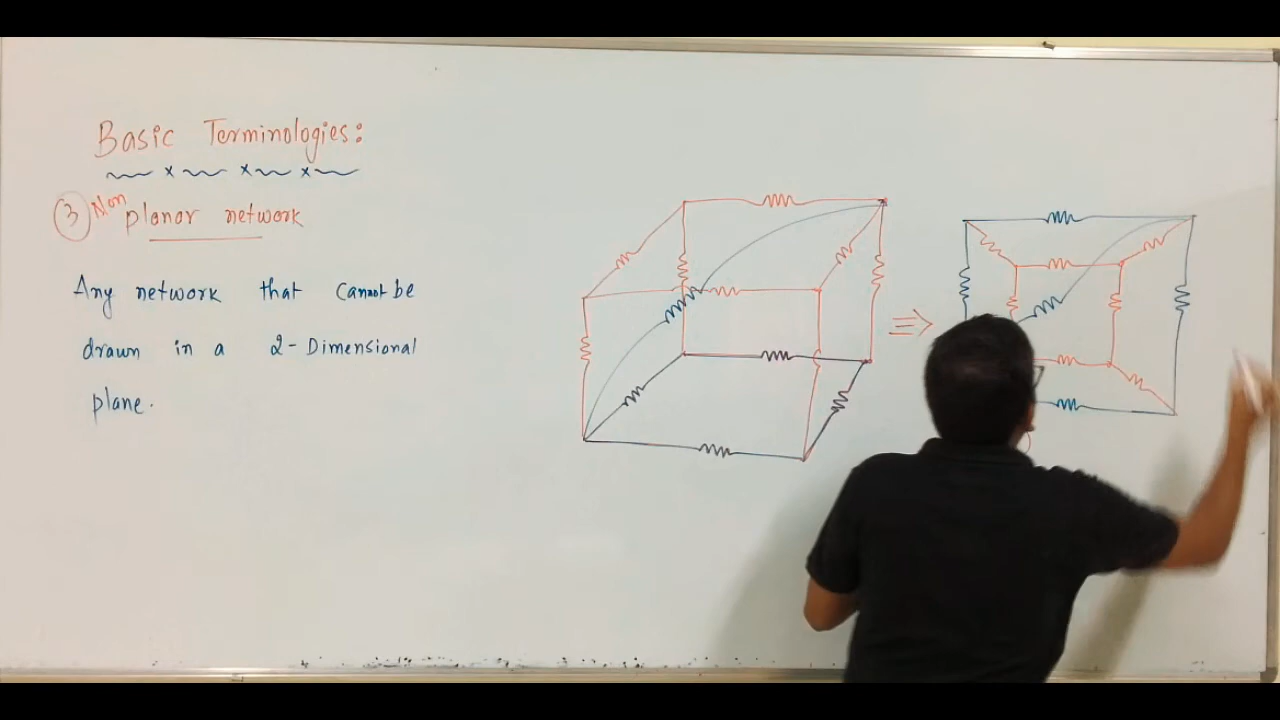 Basic Terminologies:
③ Non planar network
Any network that cannot be
drawn in a 2-Dimensional
plane.